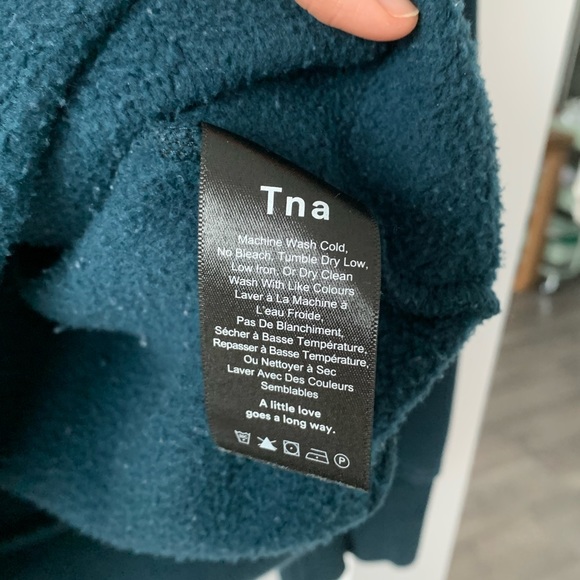 Tna
Machine Wash Cold,
No Bleach, Tumble Dry Low,
Low Iron, Or Dry Clean
Wash With Like Colours
Laver à La Machine à
L'eau Froide,
Pas De Blanchiment,
Sécher à Basse Température,
Repasser à Basse Température,
Ou Nettoyer à Sec
Laver Avec Des Couleurs
Semblables
A little love
goes a long way.
P